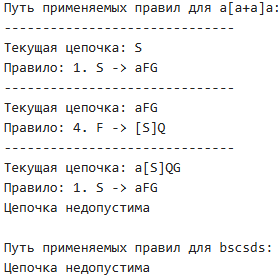 Путь применяемых правил для a[a+a]a:
------------------------------
Текущая цепочка: S
Правило: 1. S -> aFG
------------------------------
Текущая цепочка: aFG
Правило: 4. F -> [S]Q
------------------------------
Текущая цепочка: a[S]QG
Правило: 1. S -> aFG
Цепочка недопустима
Путь применяемых правил для bscsds:
Цепочка недопустима